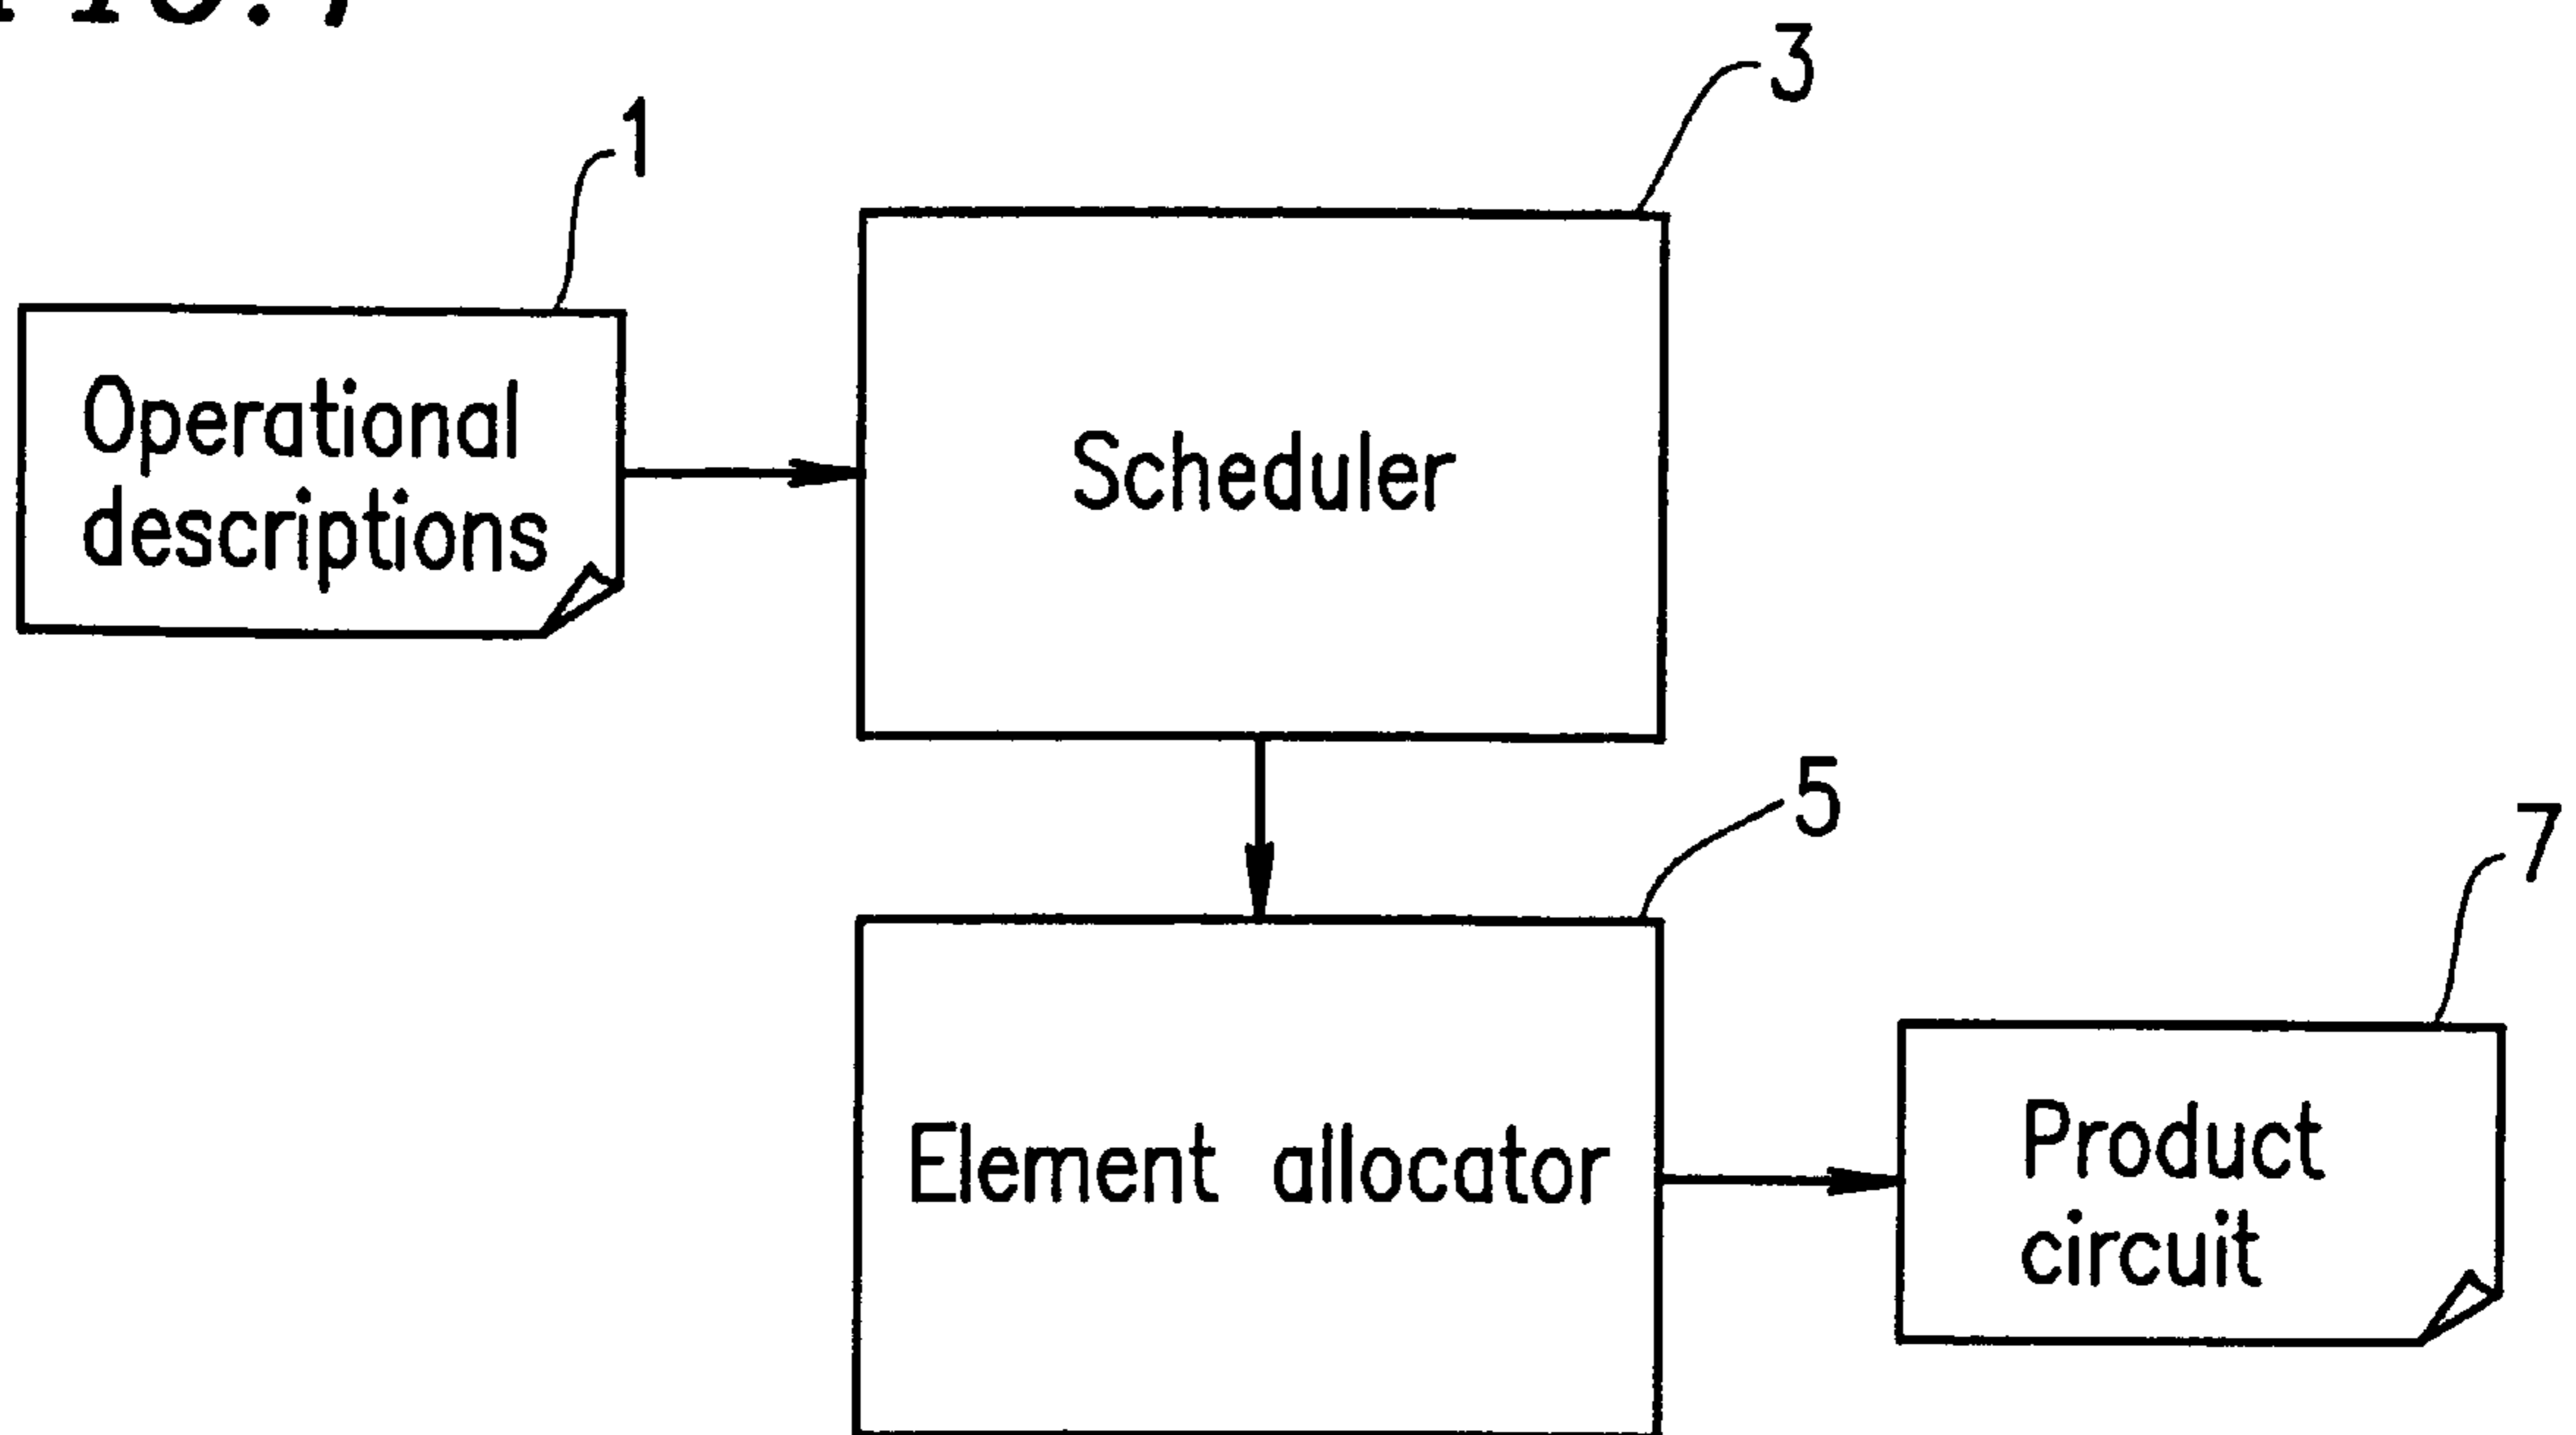 3
1
Operational
descriptions
Scheduler
5
7
Element allocator
Product
circuit